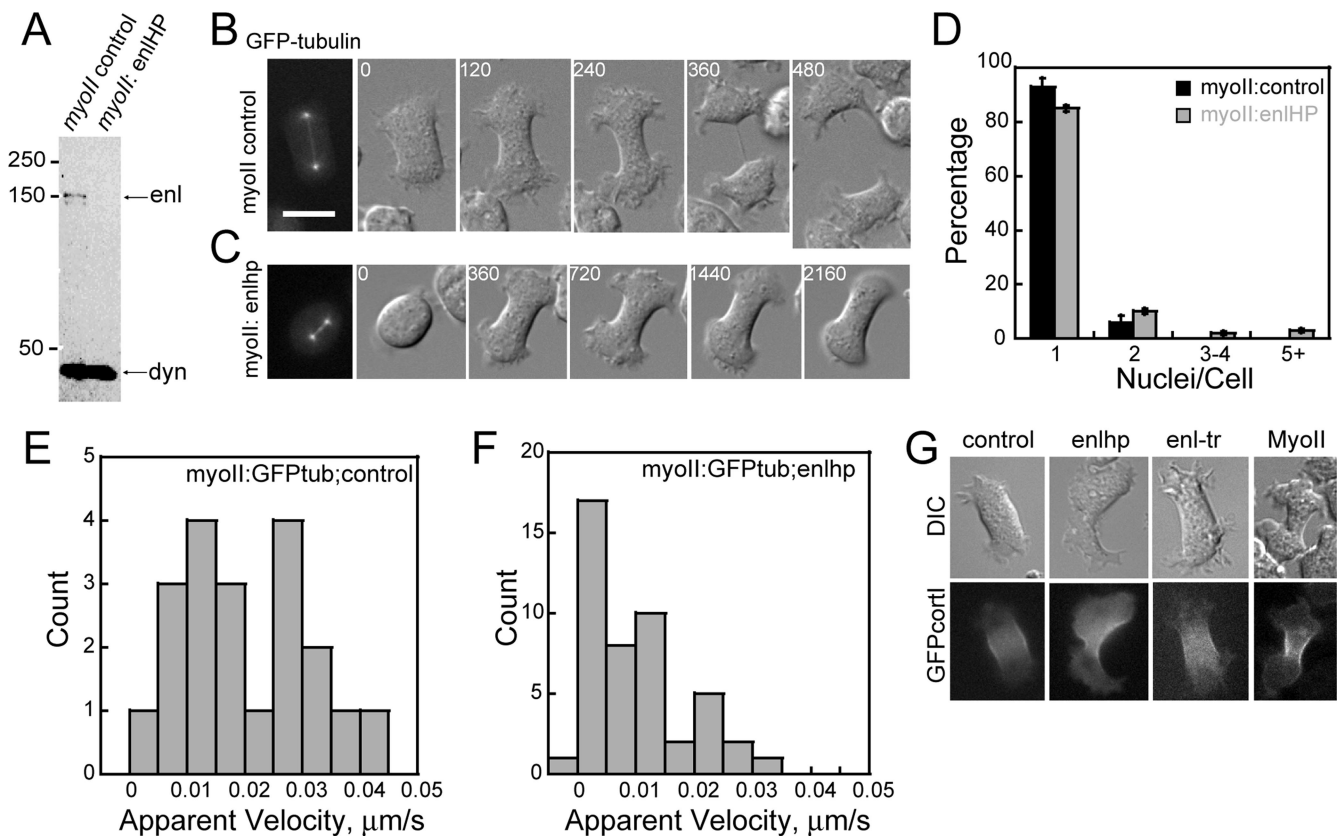 A
myoII control
myoII: enlHP
250
150
50
enl
dyn
B
GFP-tubulin
myoII control
0
120
240
360
480
C
myoII: enlhp
0
360
720
1440
2160
D
100
80
60
40
20
0
Percentage
myoII:control
myoII:enlHP
1
2
3-4
5+
Nuclei/Cell
E
myoII:GFPtub;control
5
4
3
2
1
0
Count
0
0.01
0.02
0.03
0.04
0.05
Apparent Velocity, μm/s
F
myoII:GFPtub;enlhp
20
15
10
5
0
Count
0
0.01
0.02
0.03
0.04
0.05
Apparent Velocity, μm/s
G
control
enlhp
enl-tr
MyoII
DIC
GFPcortI